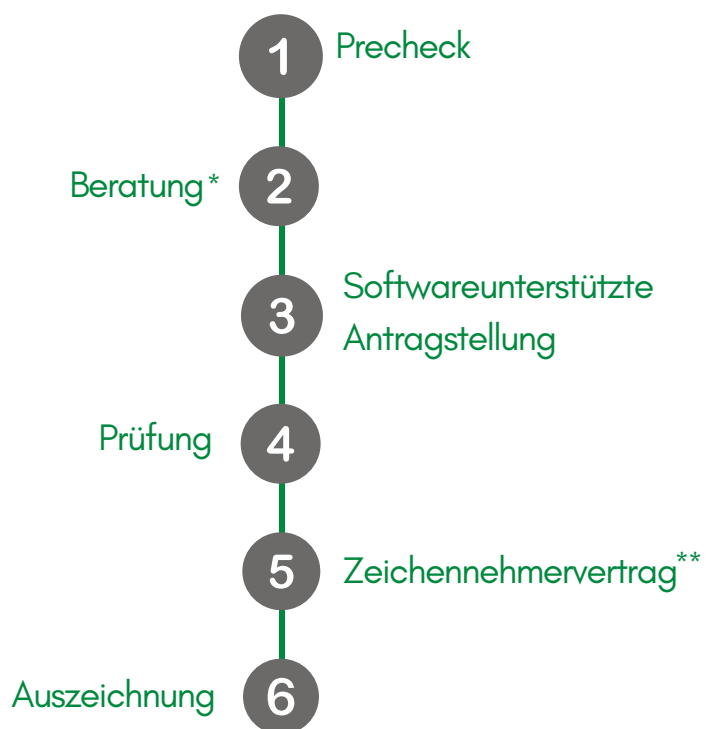 1 Precheck
Beratung* 2
3 Softwareunterstützte
Antragstellung
Prüfung 4
5 Zeichennehmervertrag**
Auszeichnung 6